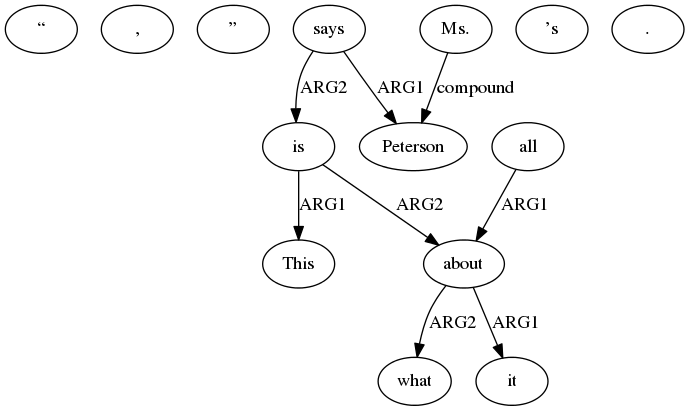 “ , ” says Ms. ’s .
ARG2 ARG1 compound
is Peterson all
ARG1 ARG2 ARG1
This about
ARG2 ARG1
what it